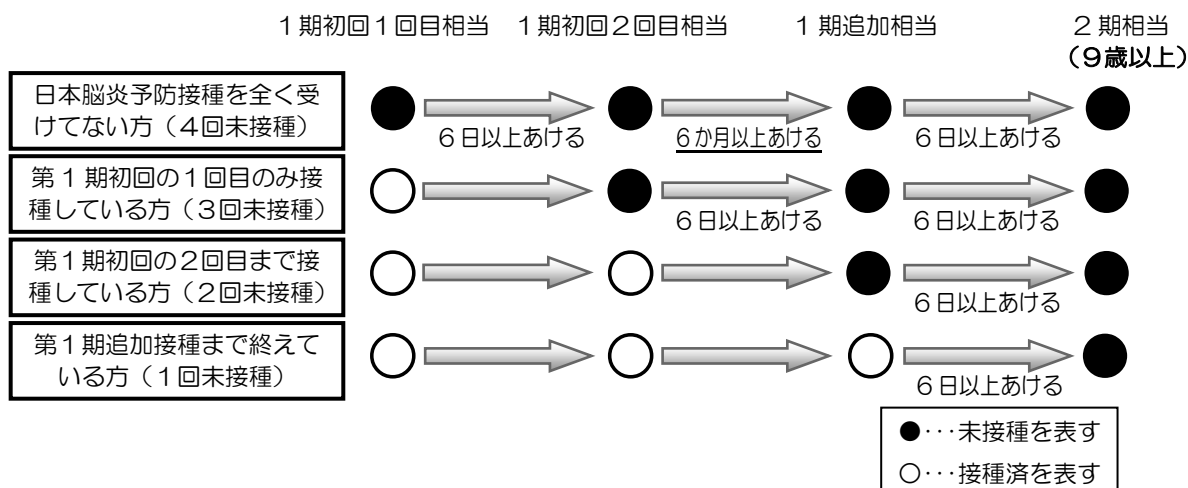 1期初回1回目相当 1期初回2回目相当 1期追加相当 2期相当
(9歳以上)
日本脳炎予防接種を全く受
けてない方(4回未接種)
6日以上あける 6か月以上あける 6日以上あける
第1期初回の1回目のみ接
種している方(3回未接種)
6日以上あける 6日以上あける
第1期初回の2回目まで接
種している方(2回未接種)
6日以上あける
第1期追加接種まで終えて
いる方(1回未接種)
6日以上あける
●・・・未接種を表す
○・・・接種済を表す